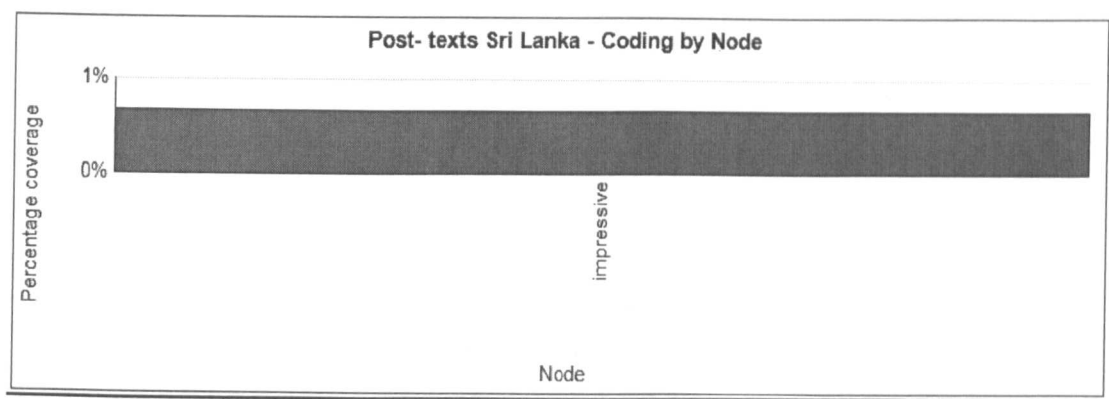 Post- texts Sri Lanka - Coding by Node
1%
0%
Percentage coverage
impressive
Node